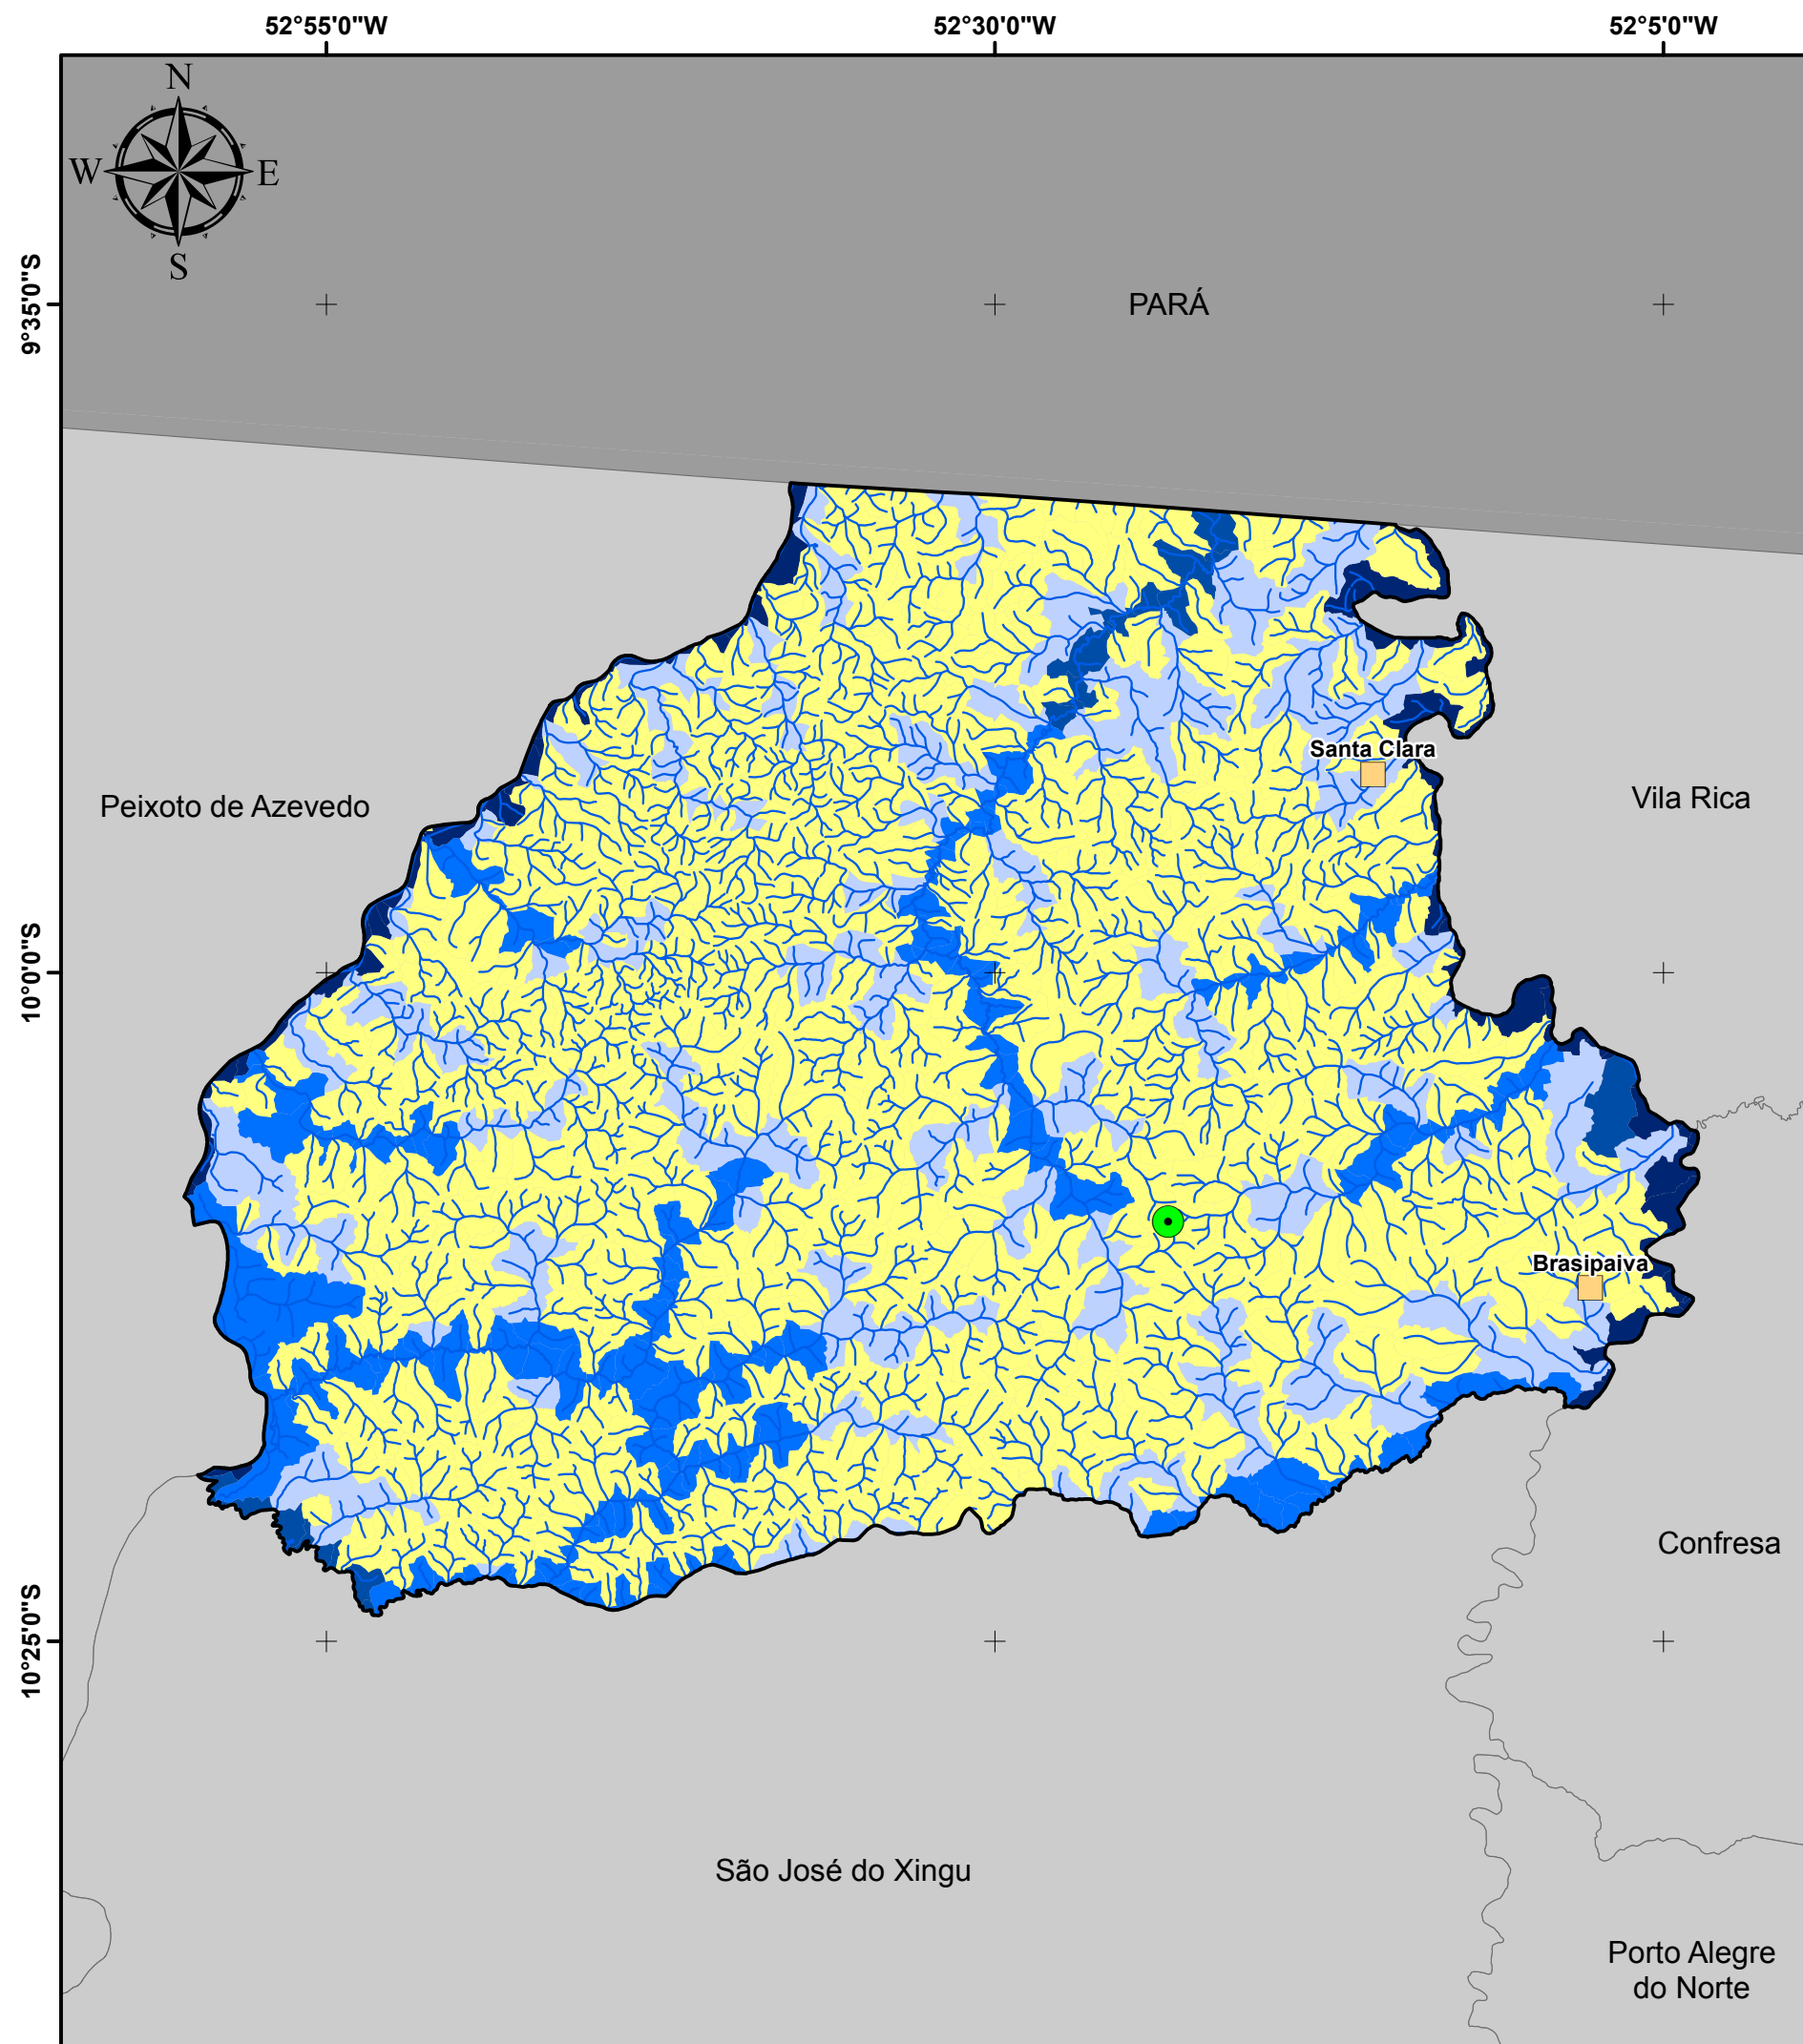 52°55'0"W 52°30'0"W 52°5'0"W
N
W E
S
9°35'0"S
PARÁ
Santa Clara
Peixoto de Azevedo
Vila Rica
10°0'0"S
Brasipaiva
Confresa
10°25'0"S
São José do Xingu
Porto Alegre
do Norte